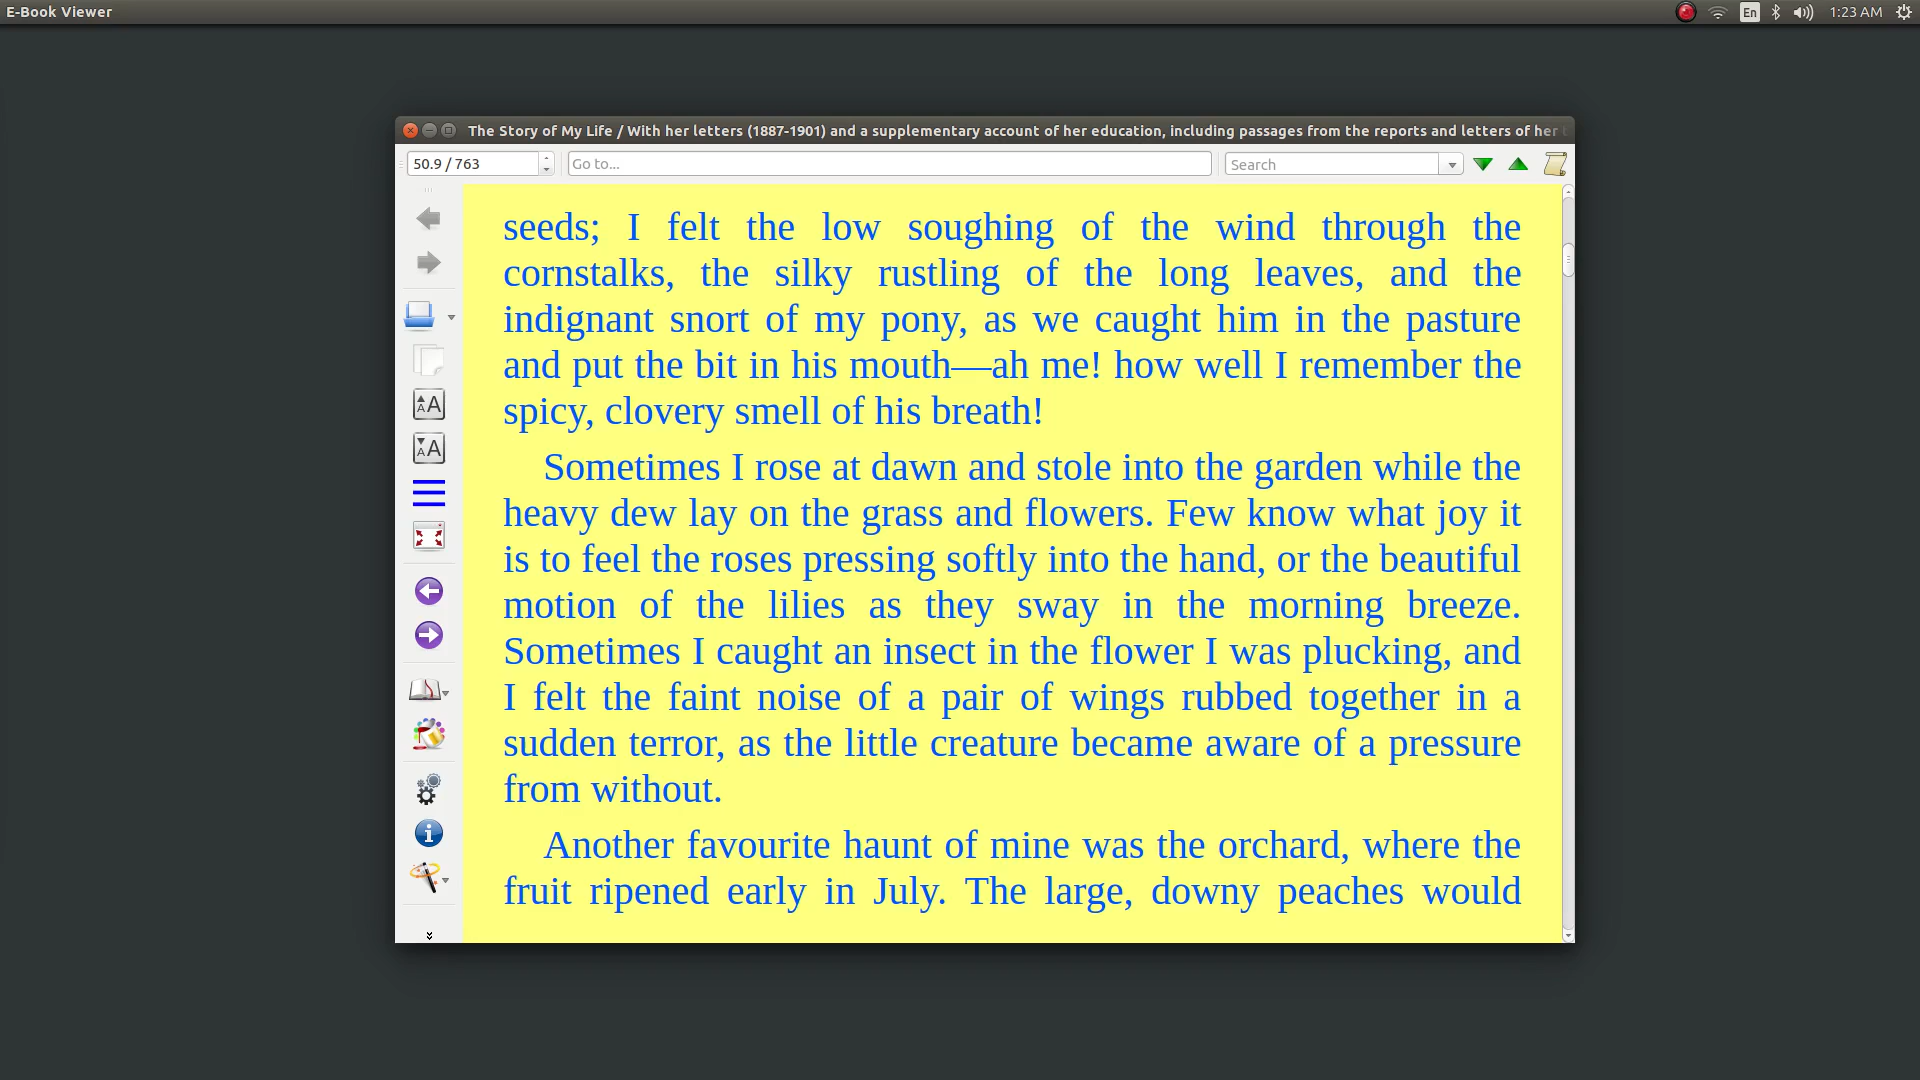 E-Book Viewer
En
1:23 AM
The Story of My Life / With her letters (1887-1901) and a supplementary account of her education, including passages from the reports and letters of her
50.9 / 763
Go to...
Search
seeds; I felt the low soughing of the wind through the
cornstalks, the silky rustling of the long leaves, and the
indignant snort of my pony, as we caught him in the pasture
and put the bit in his mouth—ah me! how well I remember the
spicy, clovery smell of his breath!
Sometimes I rose at dawn and stole into the garden while the
heavy dew lay on the grass and flowers. Few know what joy it
is to feel the roses pressing softly into the hand, or the beautiful
motion of the lilies as they sway in the morning breeze.
Sometimes I caught an insect in the flower I was plucking, and
I felt the faint noise of a pair of wings rubbed together in a
sudden terror, as the little creature became aware of a pressure
from without.
Another favourite haunt of mine was the orchard, where the
fruit ripened early in July. The large, downy peaches would